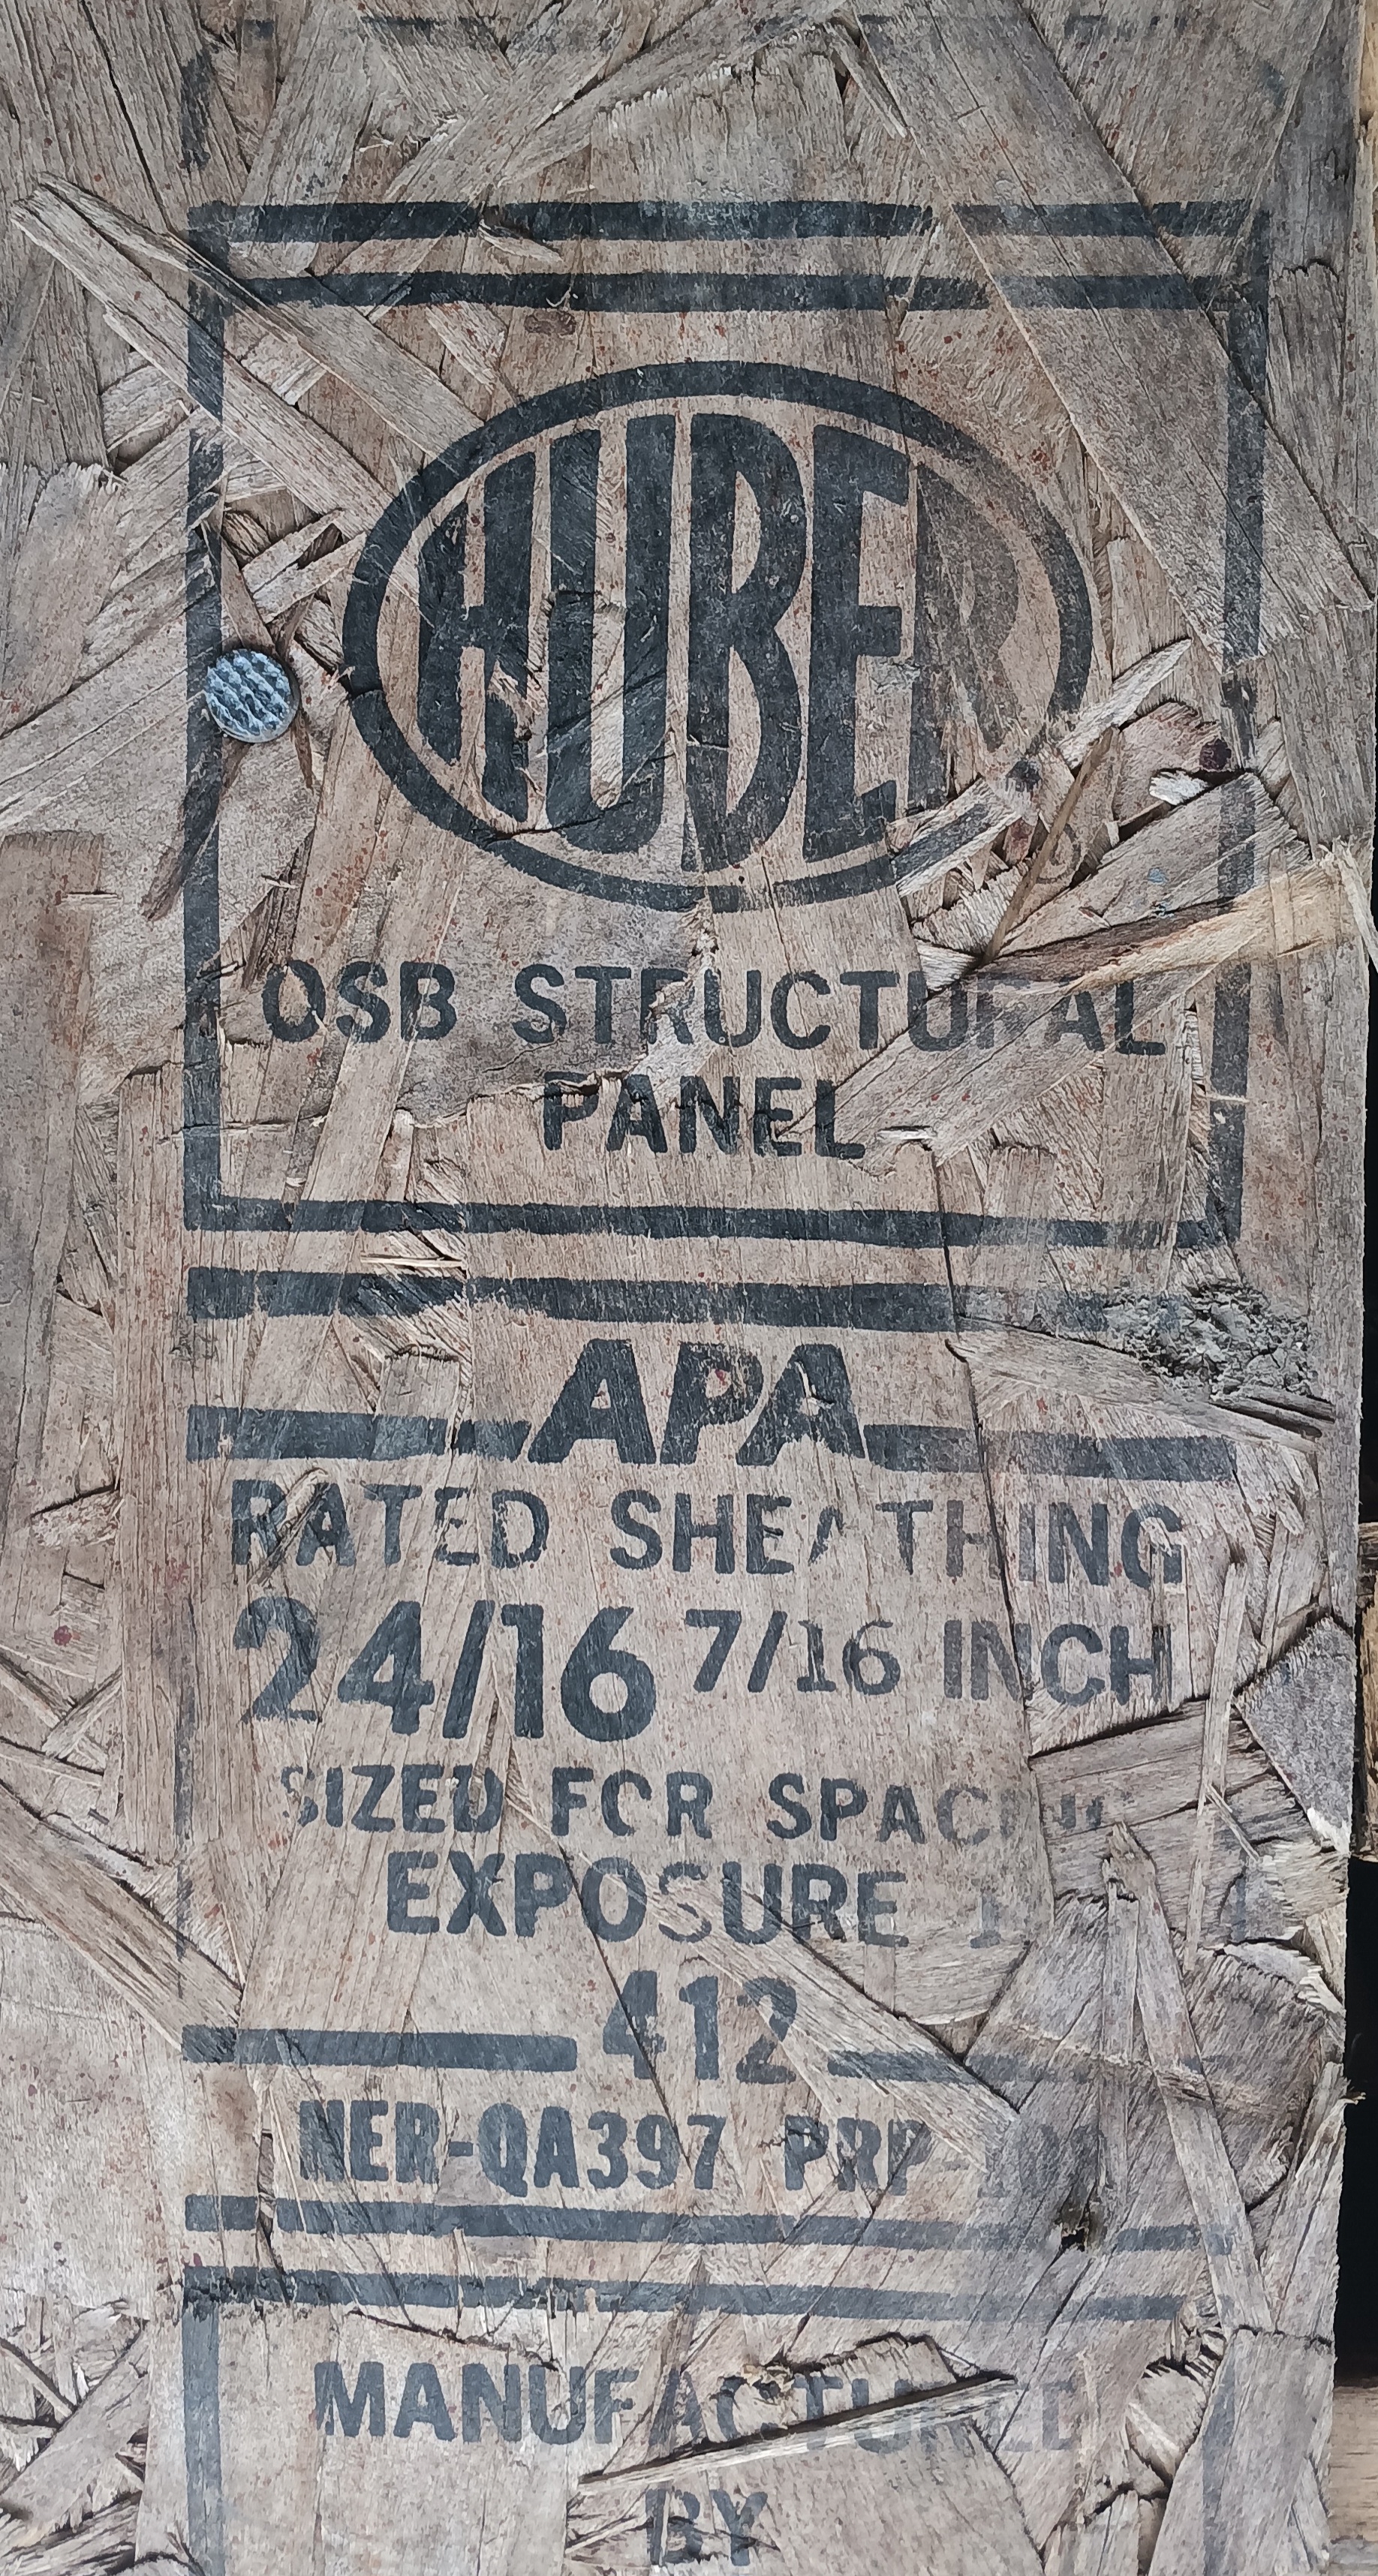 HUBER
OSB STRUCTURAL
PANEL
APA
RATED SHEATHING
24/16 7/16 INCH
SIZED FOR SPACING
EXPOSURE 1
412
NER-QA397 PRP-
MANUFACTURED
BY